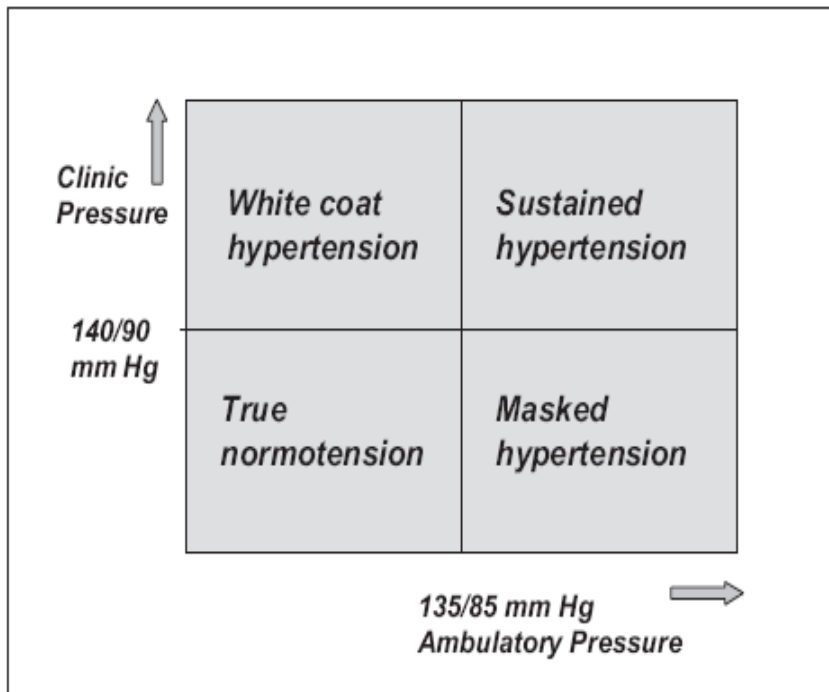 Clinic
Pressure
White coat
hypertension
Sustained
hypertension
140/90
mm Hg
True
normotension
Masked
hypertension
135/85 mm Hg
Ambulatory Pressure